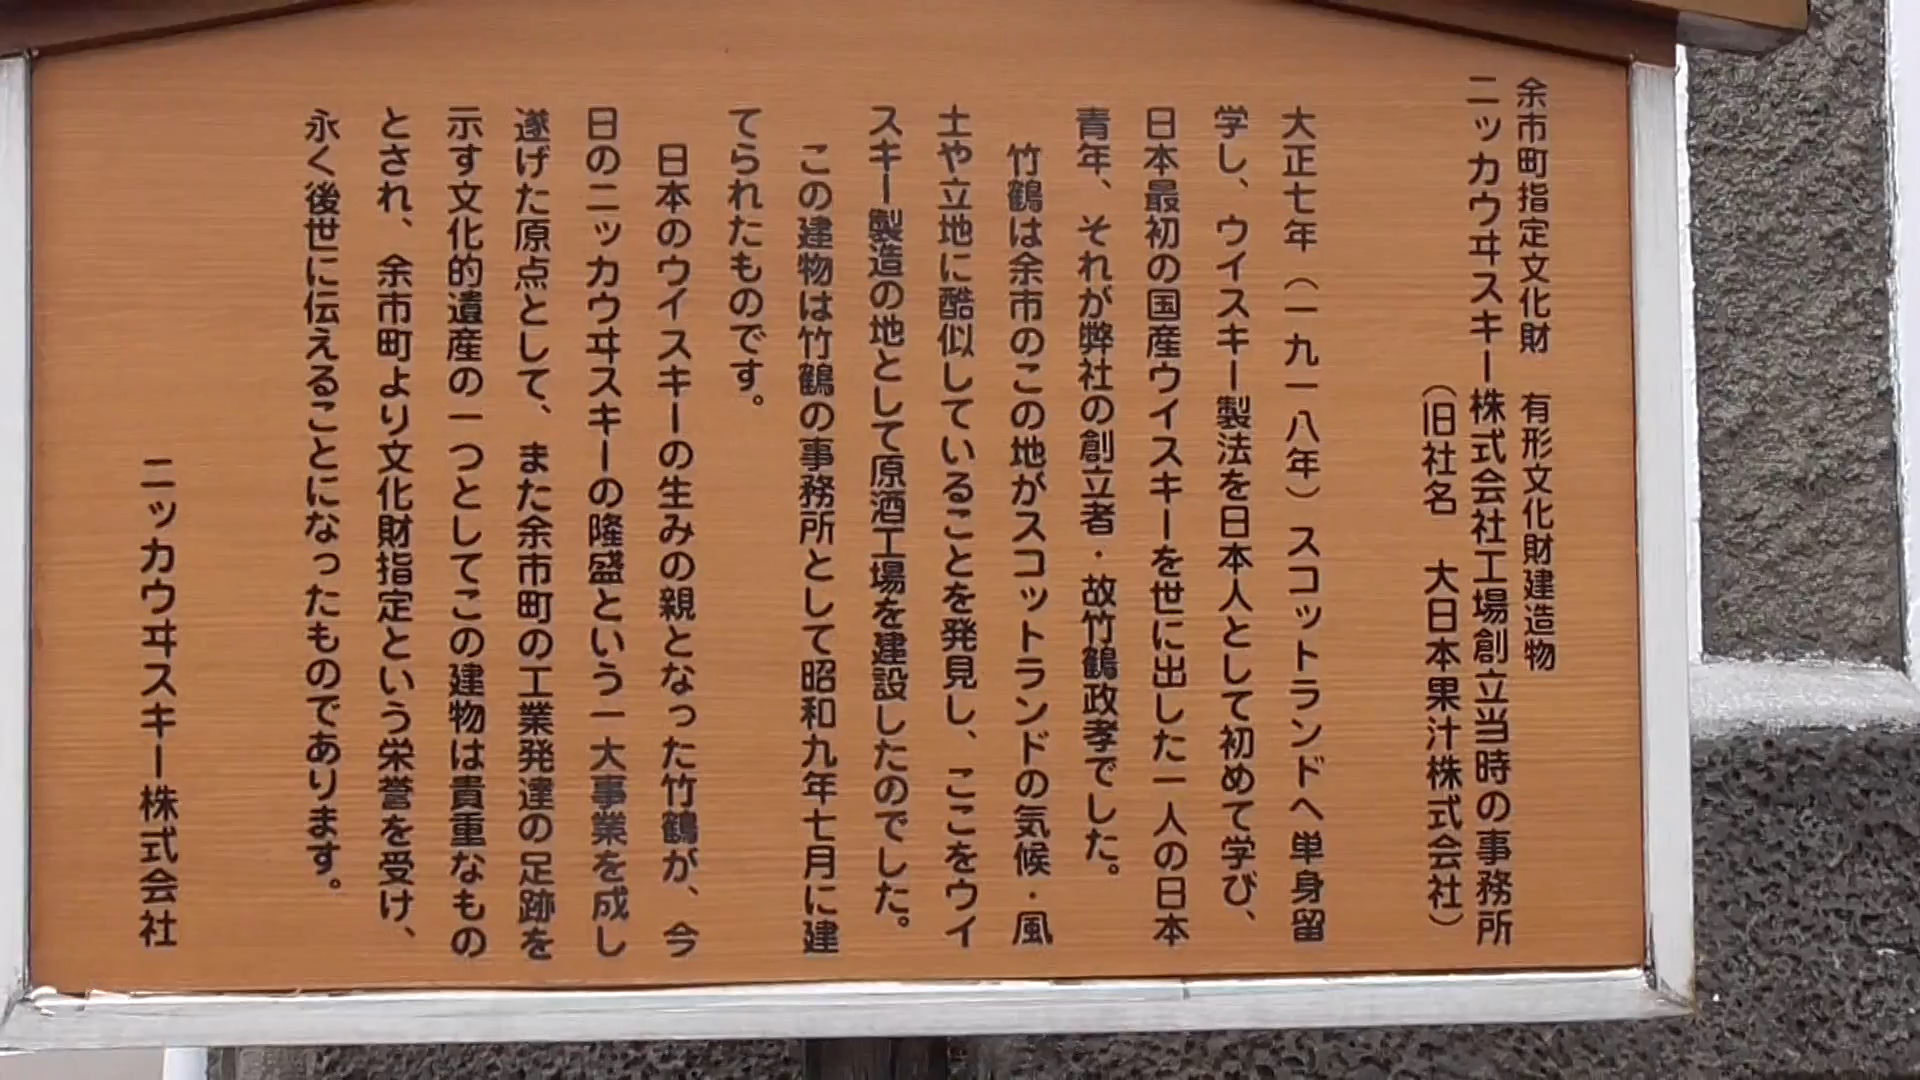 余市町指定文化財　有形文化財建造物
ニッカウヰスキー株式会社工場創立当時の事務所
（旧社名　大日本果汁株式会社）
大正七年（一九一八年）スコットランドへ単身留
学し、ウイスキー製法を日本人として初めて学び、
日本最初の国産ウイスキーを世に出した一人の日本
青年、それが弊社の創立者・故竹鶴政孝でした。
竹鶴は余市のこの地がスコットランドの気候・風
土や立地に酷似していることを発見し、ここをウイ
スキー製造の地として原酒工場を建設したのでした。
この建物は竹鶴の事務所として昭和九年七月に建
てられたものです。
日本のウイスキーの生みの親となった竹鶴が、今
日のニッカウヰスキーの隆盛という一大事業を成し
遂げた原点として、また余市町の工業発達の足跡を
示す文化的遺産の一つとしてこの建物は貴重なもの
とされ、余市町より文化財指定という栄誉を受け、
永く後世に伝えることになったものであります。
ニッカウヰスキー株式会社